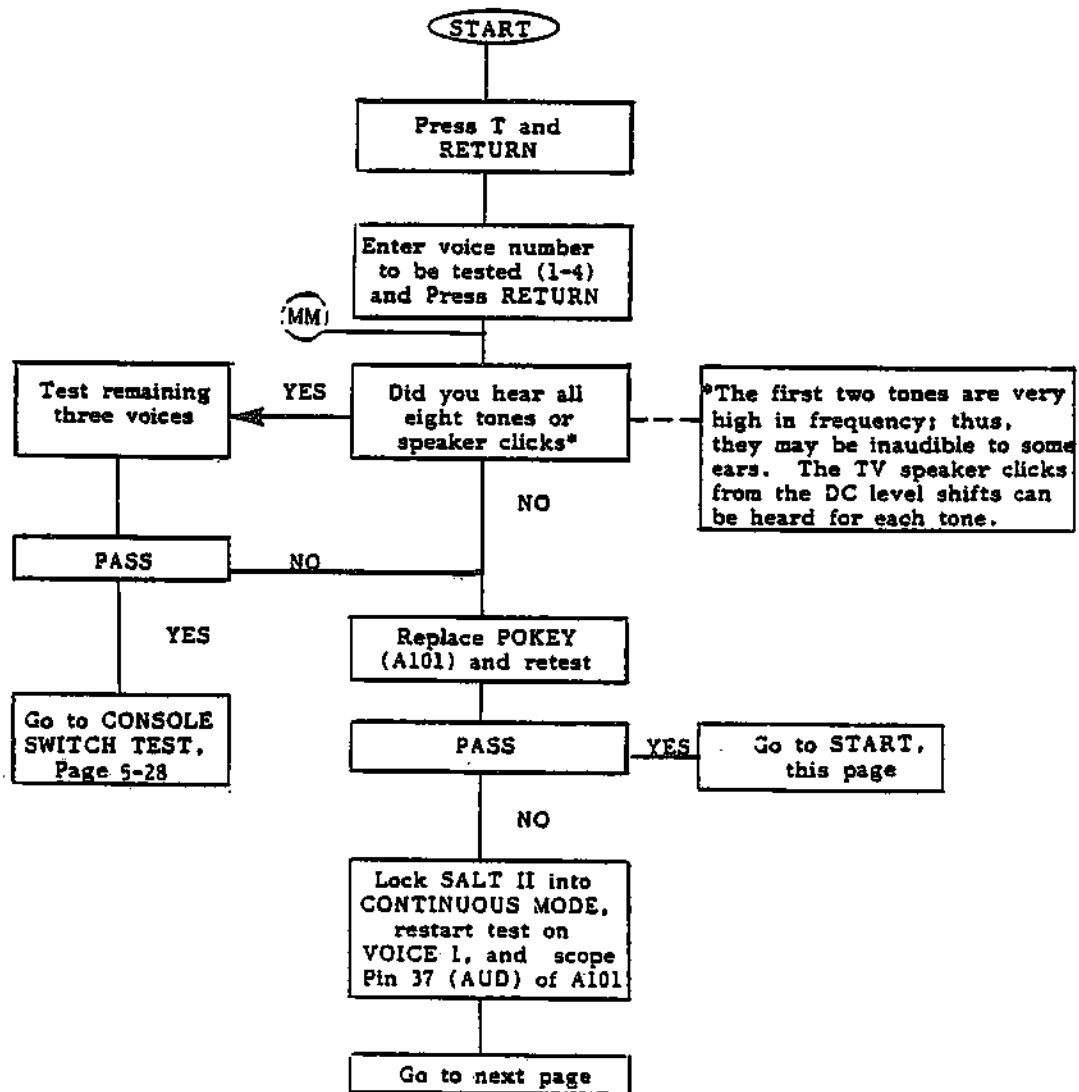 START
Press T and
RETURN
Enter voice number
to be tested (1-4)
and Press RETURN
MM
Test remaining
three voices
YES
Did you hear all
eight tones or
speaker clicks*
*The first two tones are very
high in frequency; thus,
they may be inaudible to some
ears. The TV speaker clicks
from the DC level shifts can
be heard for each tone.
NO
PASS
NO
YES
Replace POKEY
(A101) and retest
Go to CONSOLE
SWITCH TEST,
Page 5-28
PASS
YES
Go to START,
this page
NO
Lock SALT II into
CONTINUOUS MODE,
restart test on
VOICE 1, and scope
Pin 37 (AUD) of A101
Go to next page